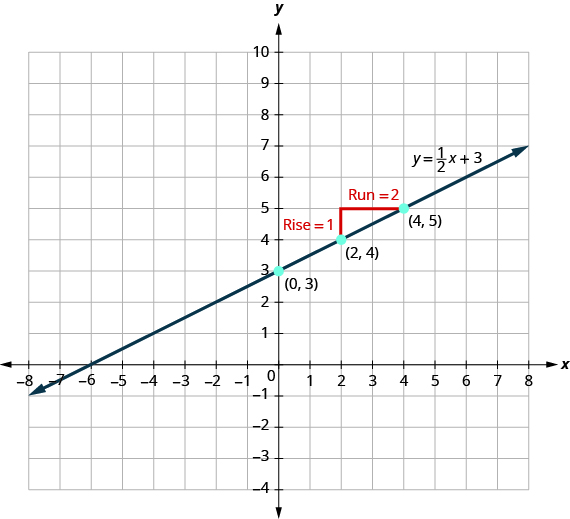 y
10
9
8
7
y = 1/2 x + 3
6
Run = 2
5
Rise = 1
(4, 5)
4
(2, 4)
3
(0, 3)
2
1
x
−8 −7 −6 −5 −4 −3 −2 −1 0 1 2 3 4 5 6 7 8
−1
−2
−3
−4